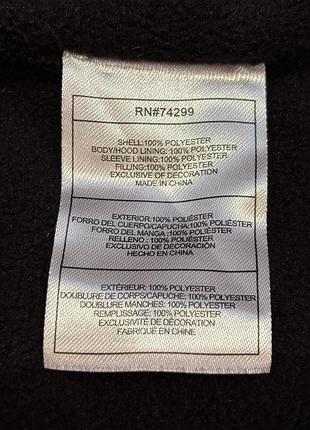 RN#74299
SHELL:100% POLYESTER
BODY/HOOD LINING: 100% POLYESTER
SLEEVE LINING: 100% POLYESTER
FILLING: 100% POLYESTER
EXCLUSIVE OF DECORATION
MADE IN CHINA
EXTERIOR: 100% POLIÉSTER
FORRO DEL CUERPO/CAPUCHA: 100% POLIÉSTER
FORRO DEL MANGA : 100% POLIESTER
RELLENO : 100% POLIÉSTER
EXCLUSIVO DE DECORACIÓN
HECHO EN CHINA
EXTÉRIEUR: 100% POLYESTER
DOUBLURE DE CORPS/CAPUCHE: 100% POLYESTER
DOUBLURE MANCHES: 100% POLYESTER
REMPLISSAGE: 100% POLYESTER
EXCLUSIVITÉ DE DÉCORATION
FABRIQUÉ EN CHINE